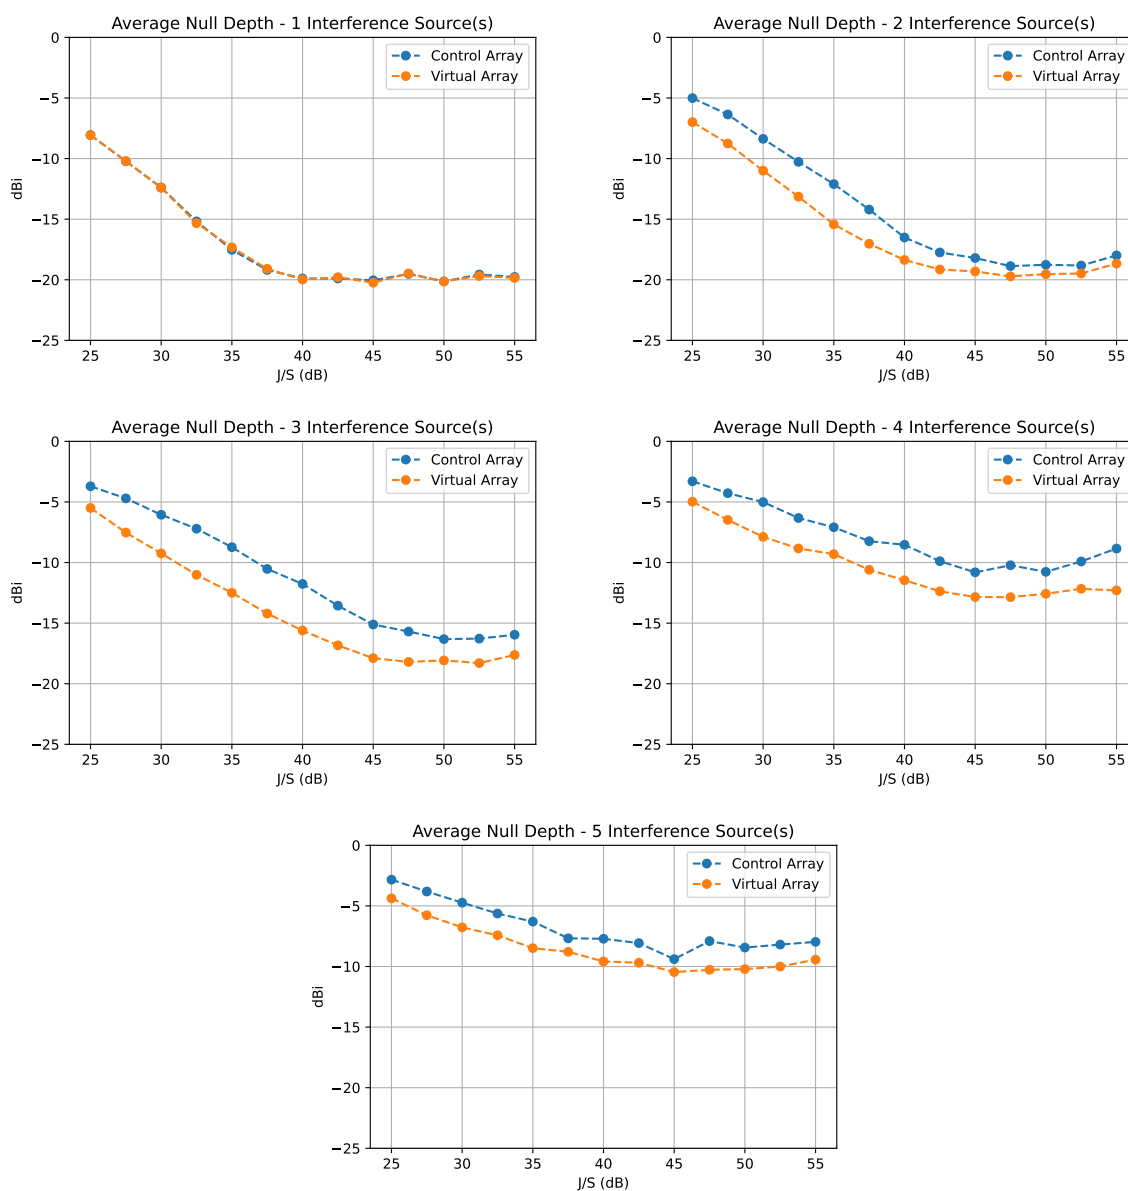 Average Null Depth - 1 Interference Source(s)
0
−5
−10
−15
−20
−25
dBi
Control Array
Virtual Array
25 30 35 40 45 50 55
J/S (dB)
Average Null Depth - 2 Interference Source(s)
0
−5
−10
−15
−20
−25
dBi
Control Array
Virtual Array
25 30 35 40 45 50 55
J/S (dB)
Average Null Depth - 3 Interference Source(s)
0
−5
−10
−15
−20
−25
dBi
Control Array
Virtual Array
25 30 35 40 45 50 55
J/S (dB)
Average Null Depth - 4 Interference Source(s)
0
−5
−10
−15
−20
−25
dBi
Control Array
Virtual Array
25 30 35 40 45 50 55
J/S (dB)
Average Null Depth - 5 Interference Source(s)
0
−5
−10
−15
−20
−25
dBi
Control Array
Virtual Array
25 30 35 40 45 50 55
J/S (dB)